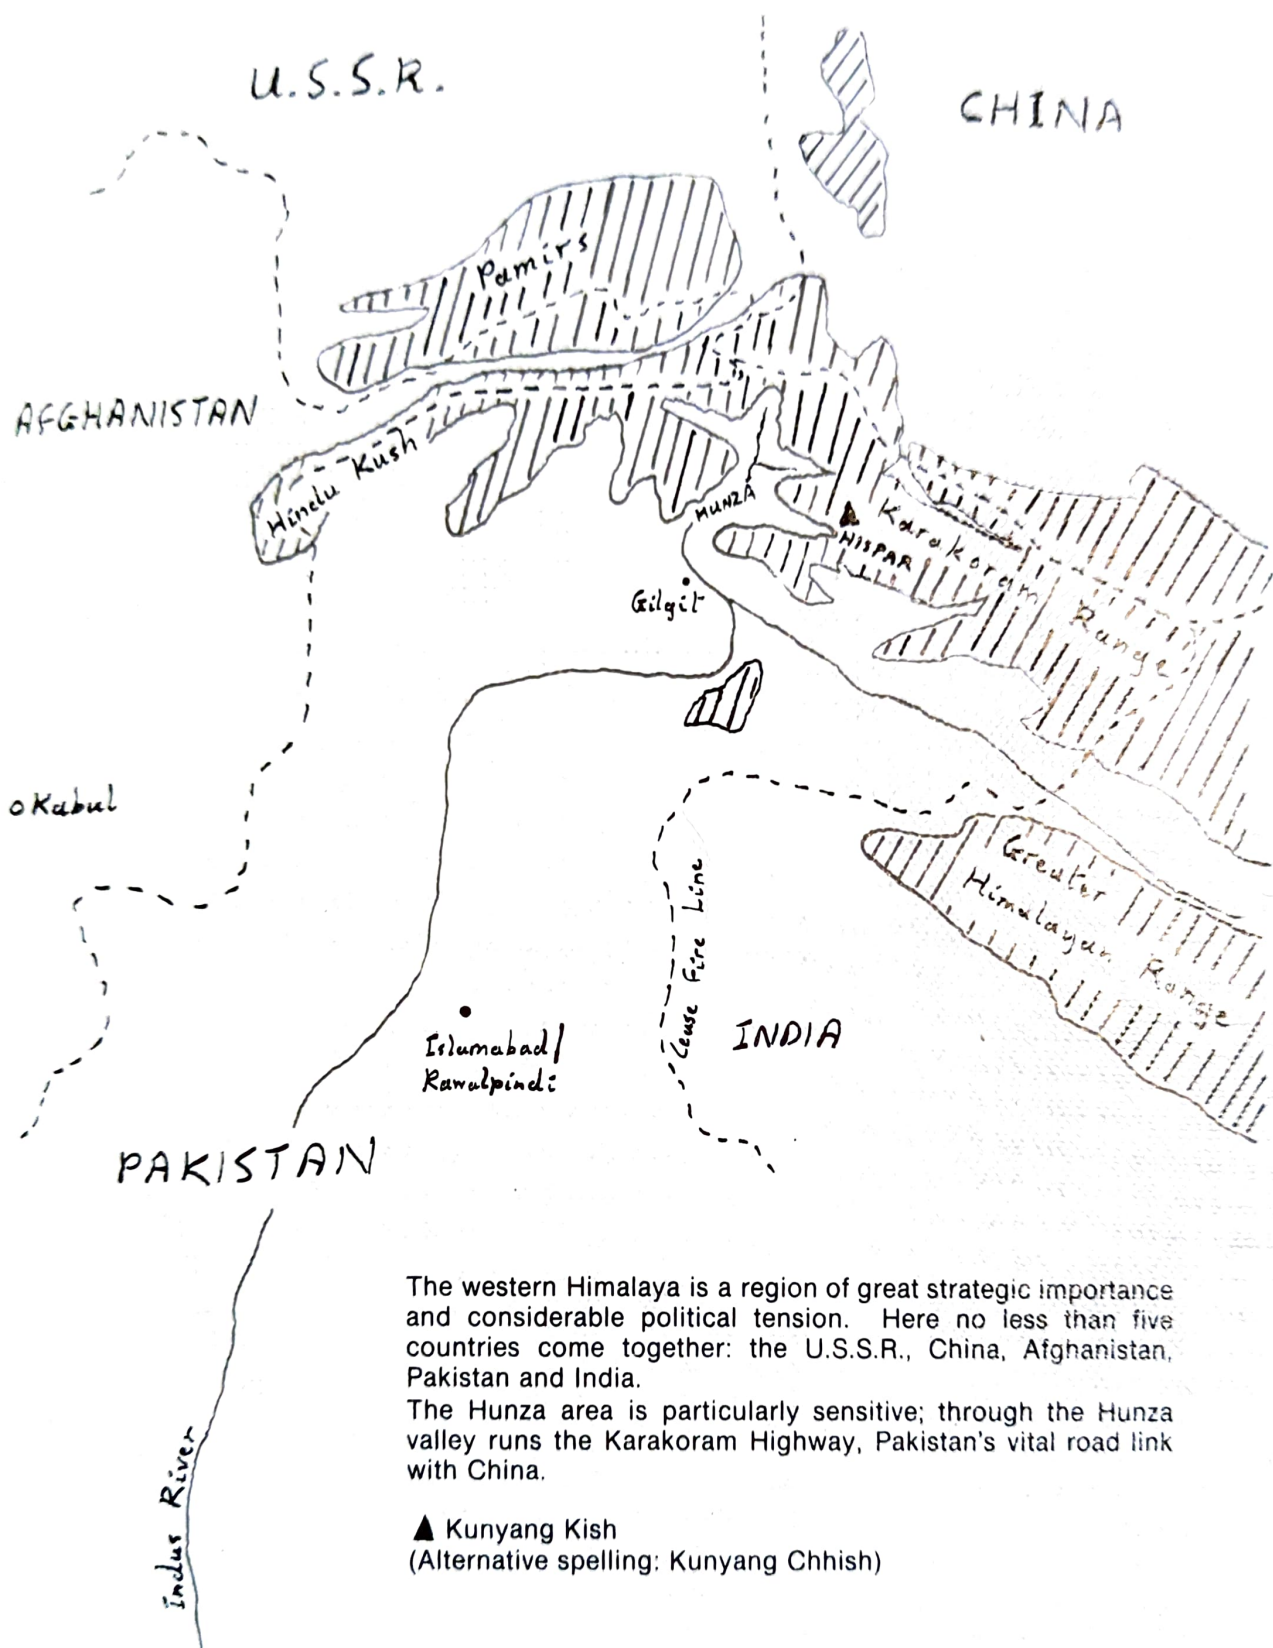 U.S.S.R.
CHINA
Pamirs
AFGHANISTAN
Hindu Kush
HUNZA
HISPAR
Karakoram
Range
Gilgit
oKabul
Greater
Himalayan Range
Cease Fire Line
INDIA
Islamabad/
Rawalpindi
PAKISTAN
Indus River
The western Himalaya is a region of great strategic importance
and considerable political tension. Here no less than five
countries come together: the U.S.S.R., China, Afghanistan,
Pakistan and India.
The Hunza area is particularly sensitive; through the Hunza
valley runs the Karakoram Highway, Pakistan's vital road link
with China.
▲ Kunyang Kish
(Alternative spelling: Kunyang Chhish)